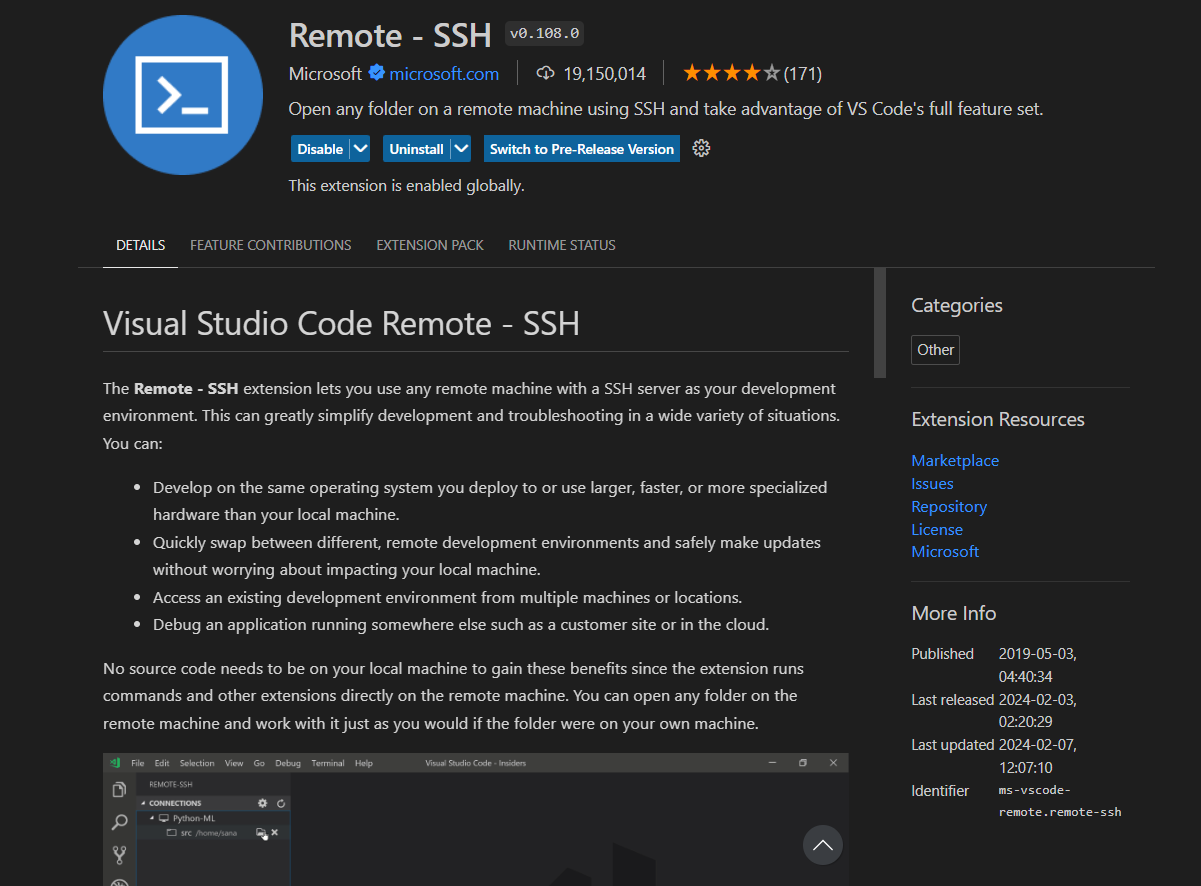 Remote - SSH v0.108.0
Microsoft microsoft.com 19,150,014 (171)
Open any folder on a remote machine using SSH and take advantage of VS Code's full feature set.
Disable Uninstall Switch to Pre-Release Version
This extension is enabled globally.
DETAILS FEATURE CONTRIBUTIONS EXTENSION PACK RUNTIME STATUS
Visual Studio Code Remote - SSH
The Remote - SSH extension lets you use any remote machine with a SSH server as your development
environment. This can greatly simplify development and troubleshooting in a wide variety of situations.
You can:
• Develop on the same operating system you deploy to or use larger, faster, or more specialized
hardware than your local machine.
• Quickly swap between different, remote development environments and safely make updates
without worrying about impacting your local machine.
• Access an existing development environment from multiple machines or locations.
• Debug an application running somewhere else such as a customer site or in the cloud.
No source code needs to be on your local machine to gain these benefits since the extension runs
commands and other extensions directly on the remote machine. You can open any folder on the
remote machine and work with it just as you would if the folder were on your own machine.
File Edit Selection View Go Debug Terminal Help Visual Studio Code - Insiders
REMOTE-SSH
CONNECTIONS
Python-ML
src /home/sana
Categories
Other
Extension Resources
Marketplace
Issues
Repository
License
Microsoft
More Info
Published 2019-05-03,
04:40:34
Last released 2024-02-03,
02:20:29
Last updated 2024-02-07,
12:07:10
Identifier ms-vscode-
remote.remote-ssh